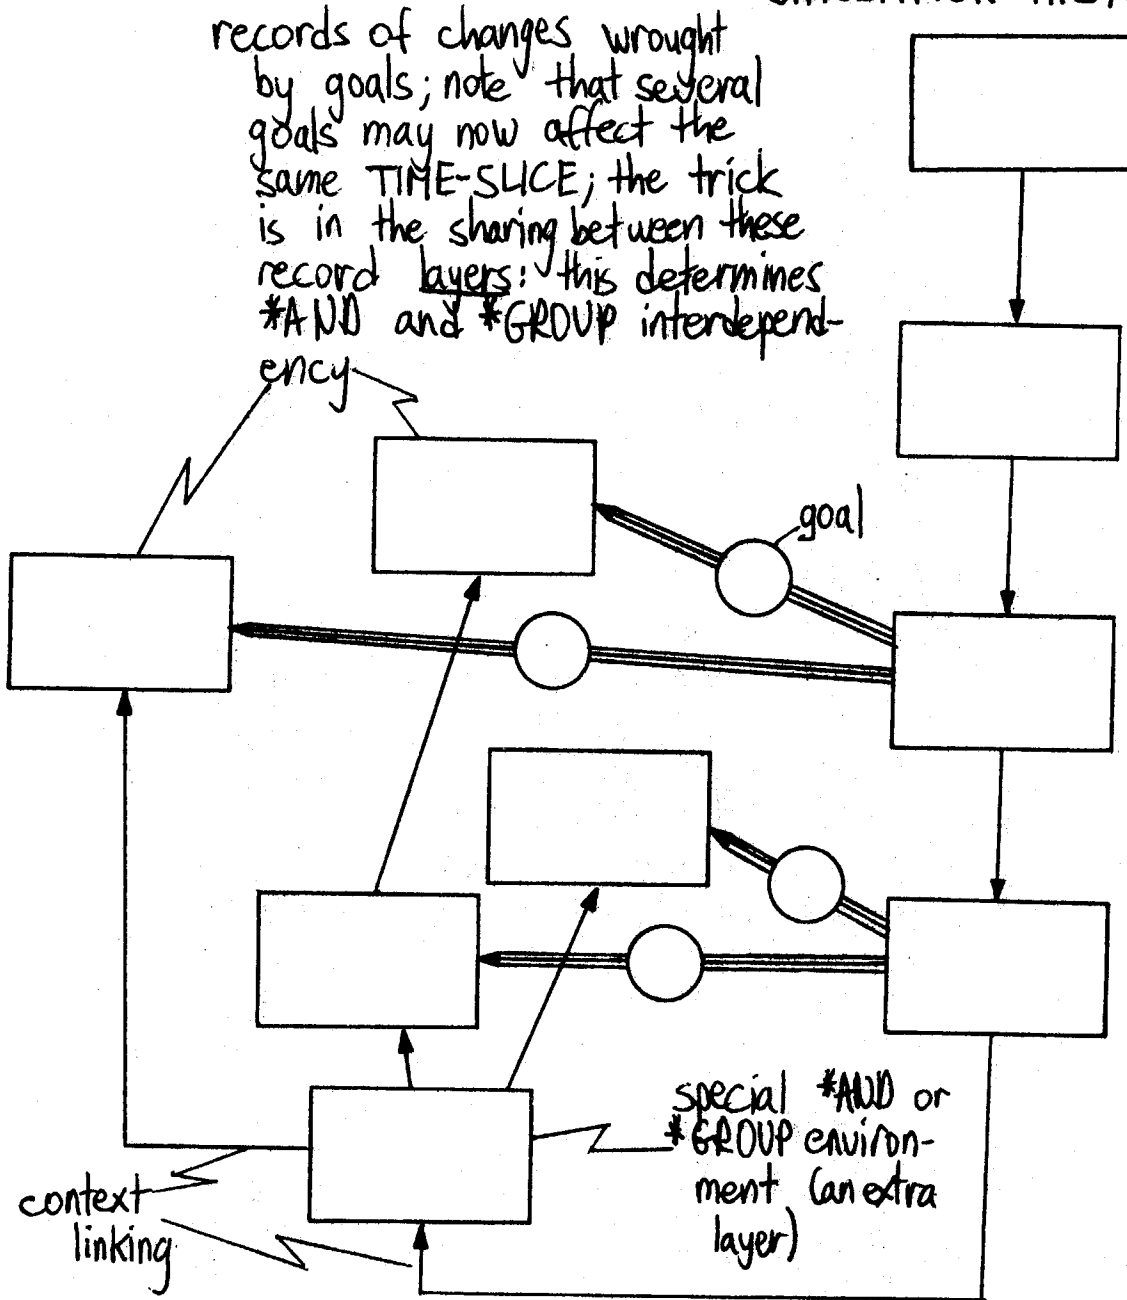 records of changes wrought
by goals; note that several
goals may now affect the
same TIME-SLICE; the trick
is in the sharing between these
record layers: this determines
*AND and *GROUP interdepend-
ency
goal
special *AND or
*GROUP environ-
ment (an extra
layer)
context
linking